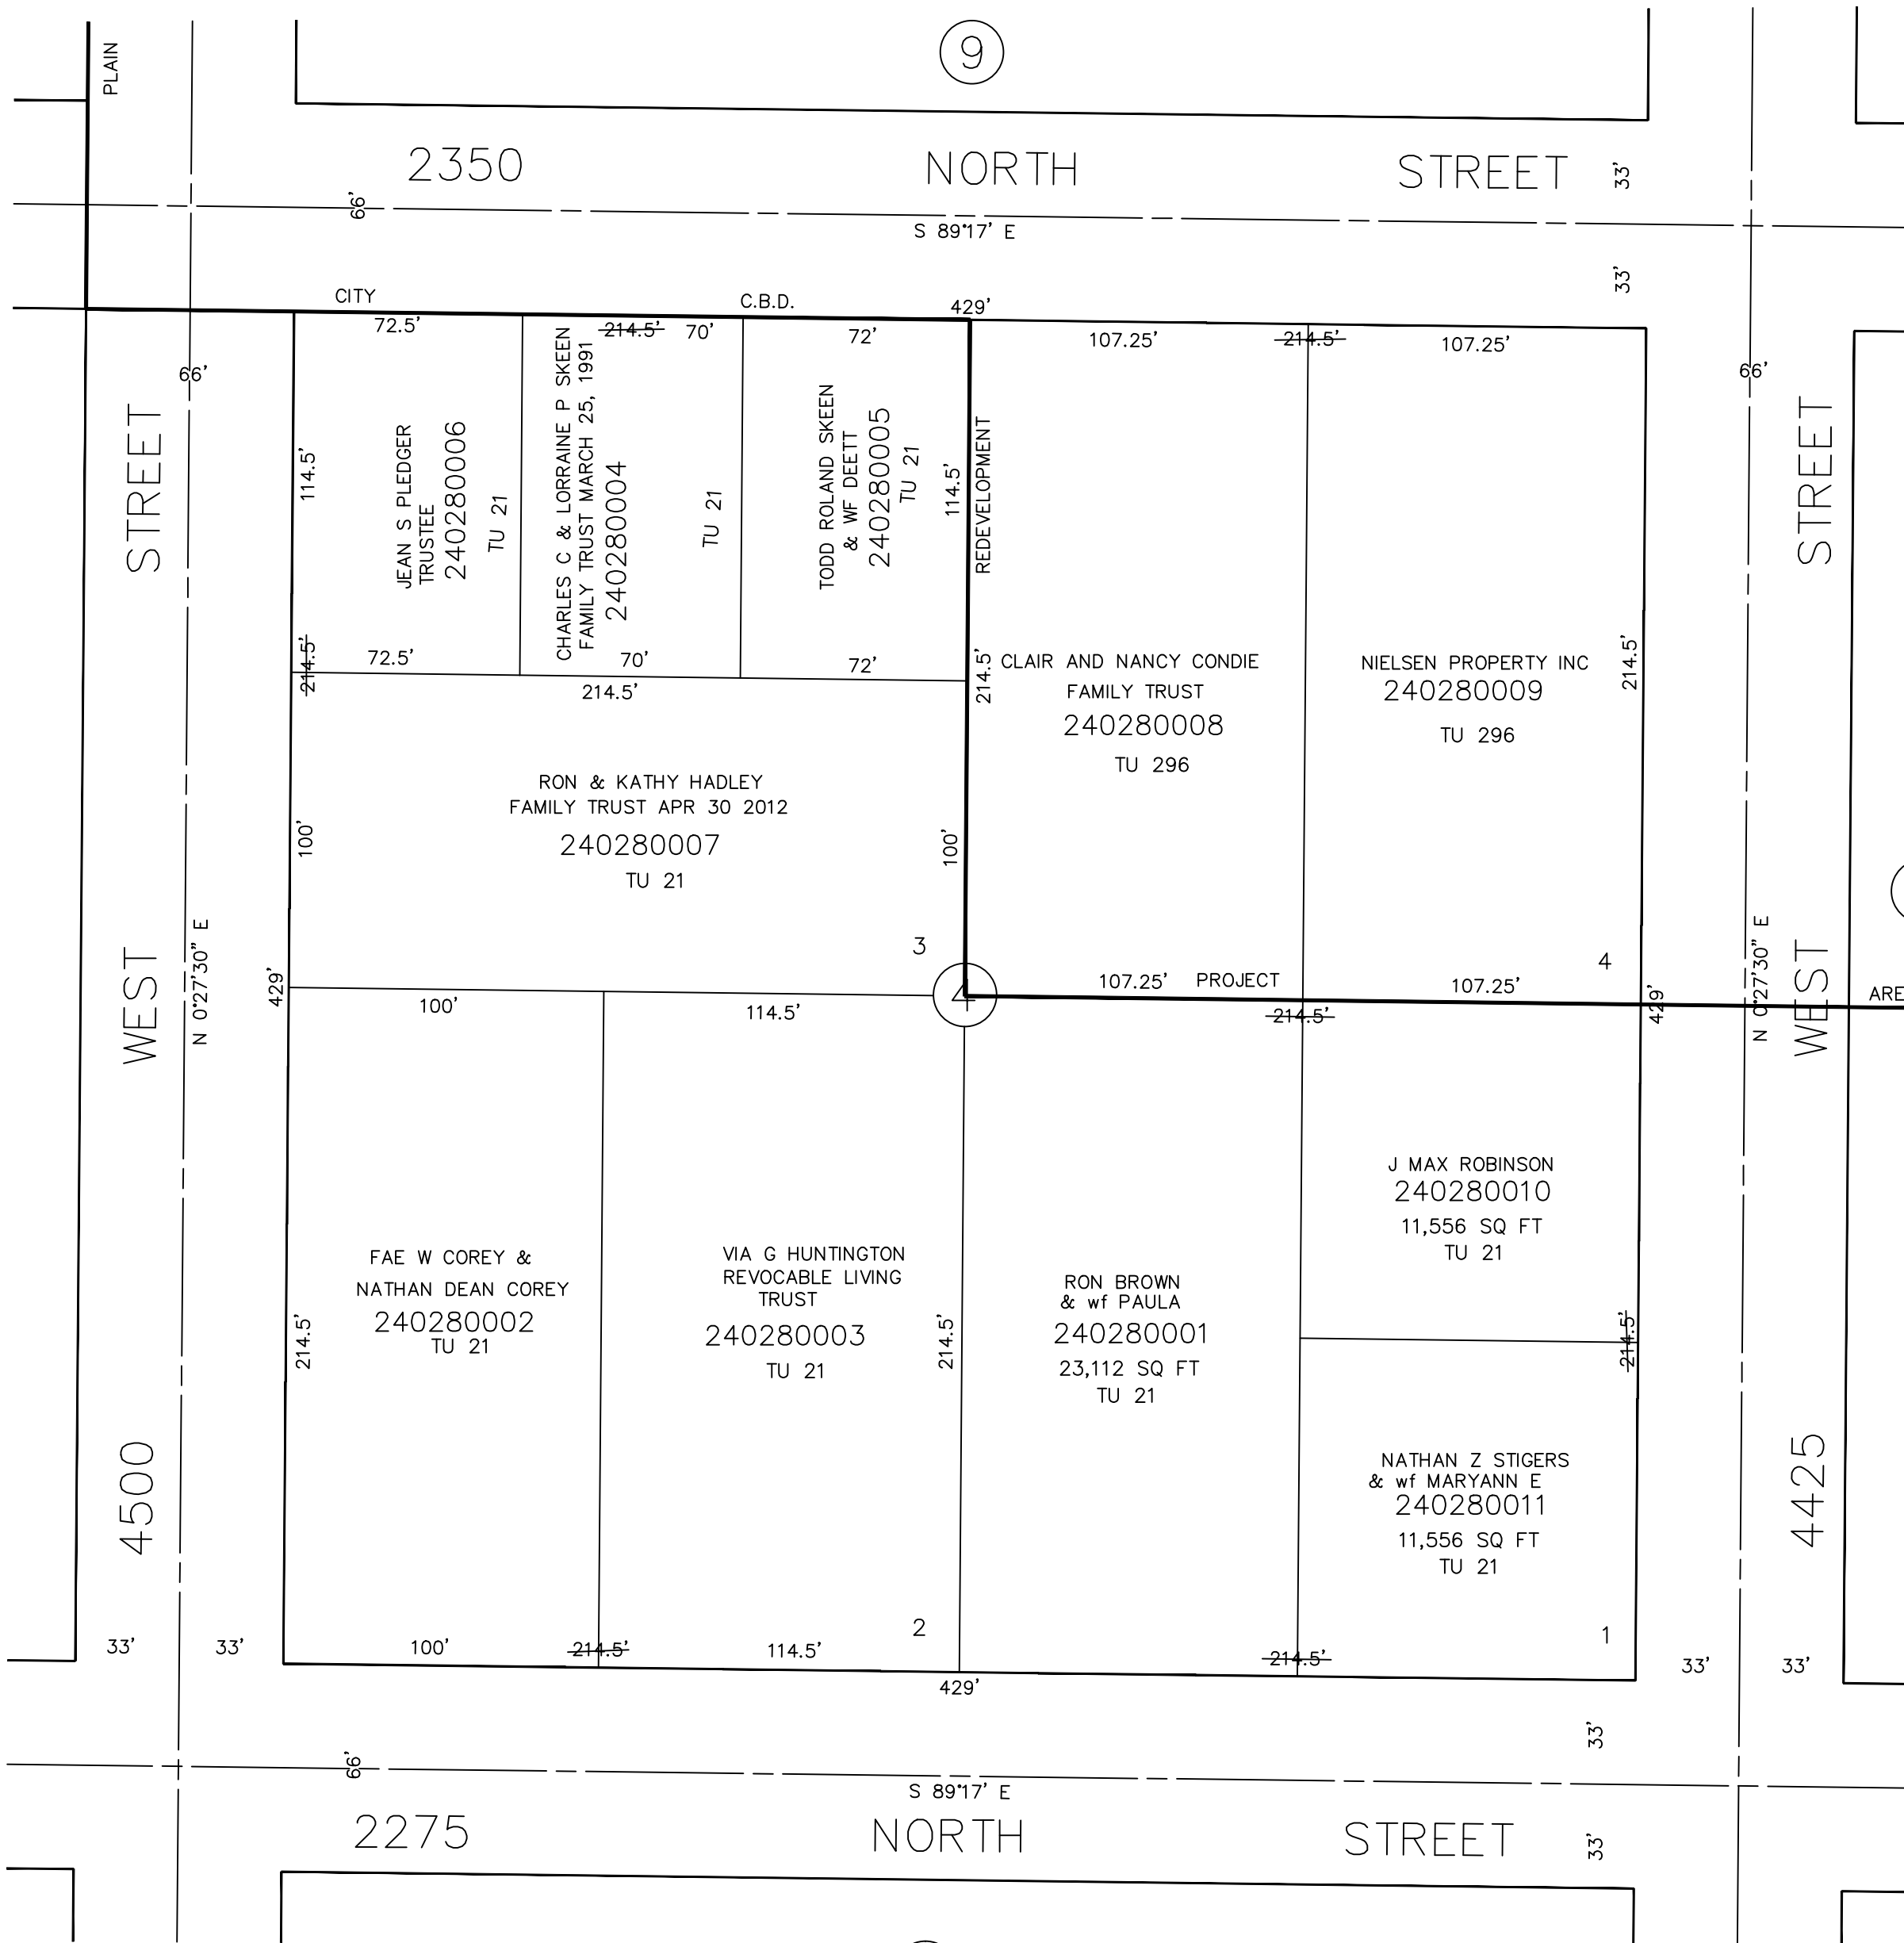 9
PLAIN
2350 NORTH STREET
33'
66'
S 89°17' E
33'
CITY
C.B.D.
429'
72.5'
214.5'
70'
72'
107.25'
214.5'
107.25'
66'
66'
4500 WEST STREET
N 0°27'30" E
4425 WEST STREET
N 0°27'30" E
114.5'
JEAN S PLEDGER
TRUSTEE
240280006
TU 21
CHARLES C & LORRAINE P SKEEN
FAMILY TRUST MARCH 25, 1991
240280004
TU 21
TODD ROLAND SKEEN
& WF DEETT
240280005
TU 21
114.5'
REDEVELOPMENT
214.5'
72.5'
70'
72'
214.5'
214.5'
CLAIR AND NANCY CONDIE
FAMILY TRUST
240280008
TU 296
NIELSEN PROPERTY INC
240280009
TU 296
214.5'
RON & KATHY HADLEY
FAMILY TRUST APR 30 2012
240280007
TU 21
100'
100'
3
4
4
429'
100'
114.5'
107.25'
PROJECT
107.25'
214.5'
429'
ARE
J MAX ROBINSON
240280010
11,556 SQ FT
TU 21
FAE W COREY &
NATHAN DEAN COREY
240280002
TU 21
214.5'
VIA G HUNTINGTON
REVOCABLE LIVING
TRUST
240280003
TU 21
214.5'
RON BROWN
& wf PAULA
240280001
23,112 SQ FT
TU 21
214.5'
NATHAN Z STIGERS
& wf MARYANN E
240280011
11,556 SQ FT
TU 21
33'
33'
100'
214.5'
114.5'
2
214.5'
1
33'
33'
429'
33'
66'
S 89°17' E
2275 NORTH STREET
33'